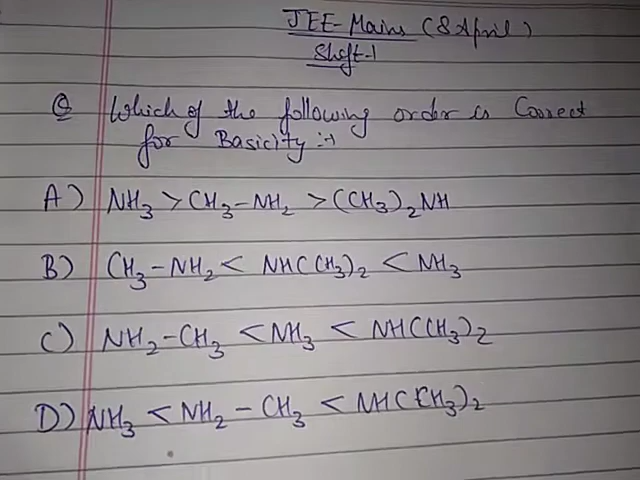 JEE-Mains (8 April)
Shift-1
Q Which of the following order is Correct
for Basicity :-
A) NH3 > CH3-NH2 > (CH3)2NH
B) CH3-NH2 < NH(CH3)2 < NH3
C) NH2-CH3 < NH3 < NH(CH3)2
D) NH3 < NH2-CH3 < NH(CH3)2